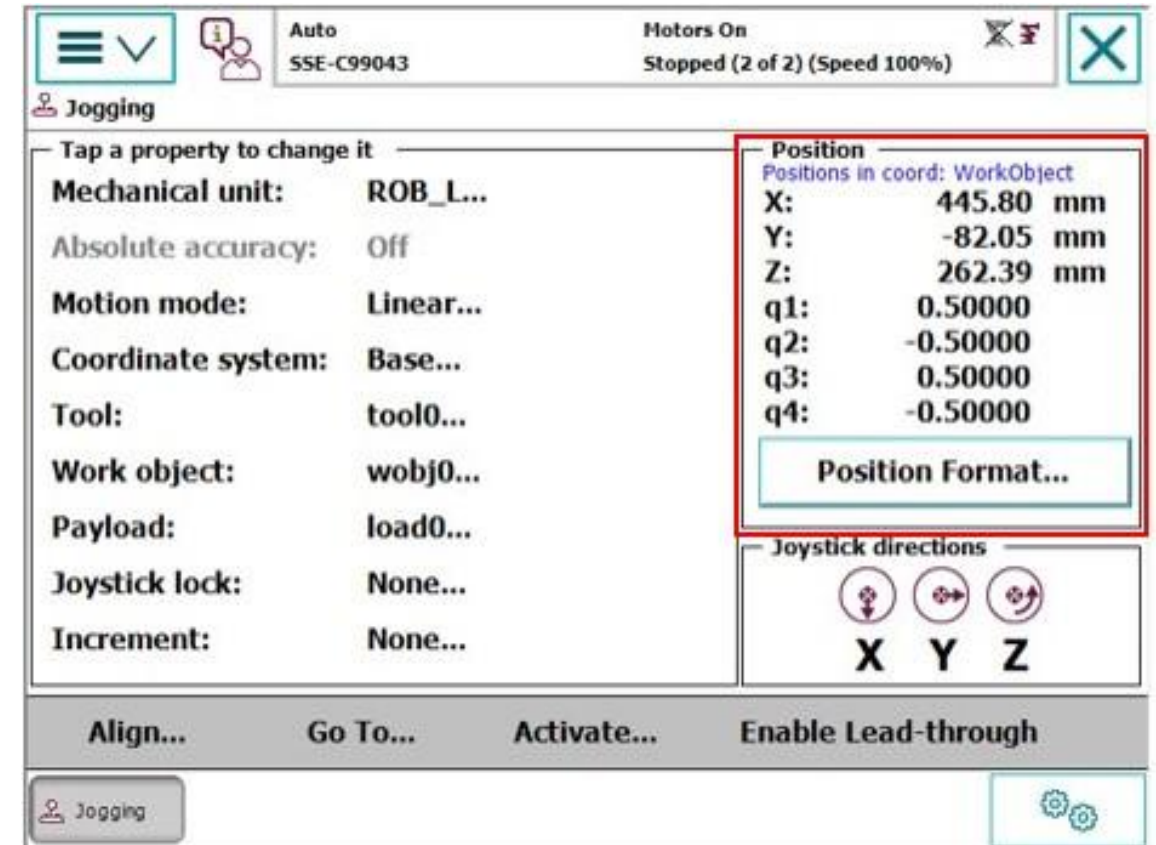 Auto
SSE-C99043
Motors On
Stopped (2 of 2) (Speed 100%)
Jogging
Tap a property to change it
Mechanical unit: ROB_L...
Absolute accuracy: Off
Motion mode: Linear...
Coordinate system: Base...
Tool: tool0...
Work object: wobj0...
Payload: load0...
Joystick lock: None...
Increment: None...
Position
Positions in coord: WorkObject
X: 445.80 mm
Y: -82.05 mm
Z: 262.39 mm
q1: 0.50000
q2: -0.50000
q3: 0.50000
q4: -0.50000
Position Format...
Joystick directions
X Y Z
Align... Go To... Activate... Enable Lead-through
Jogging